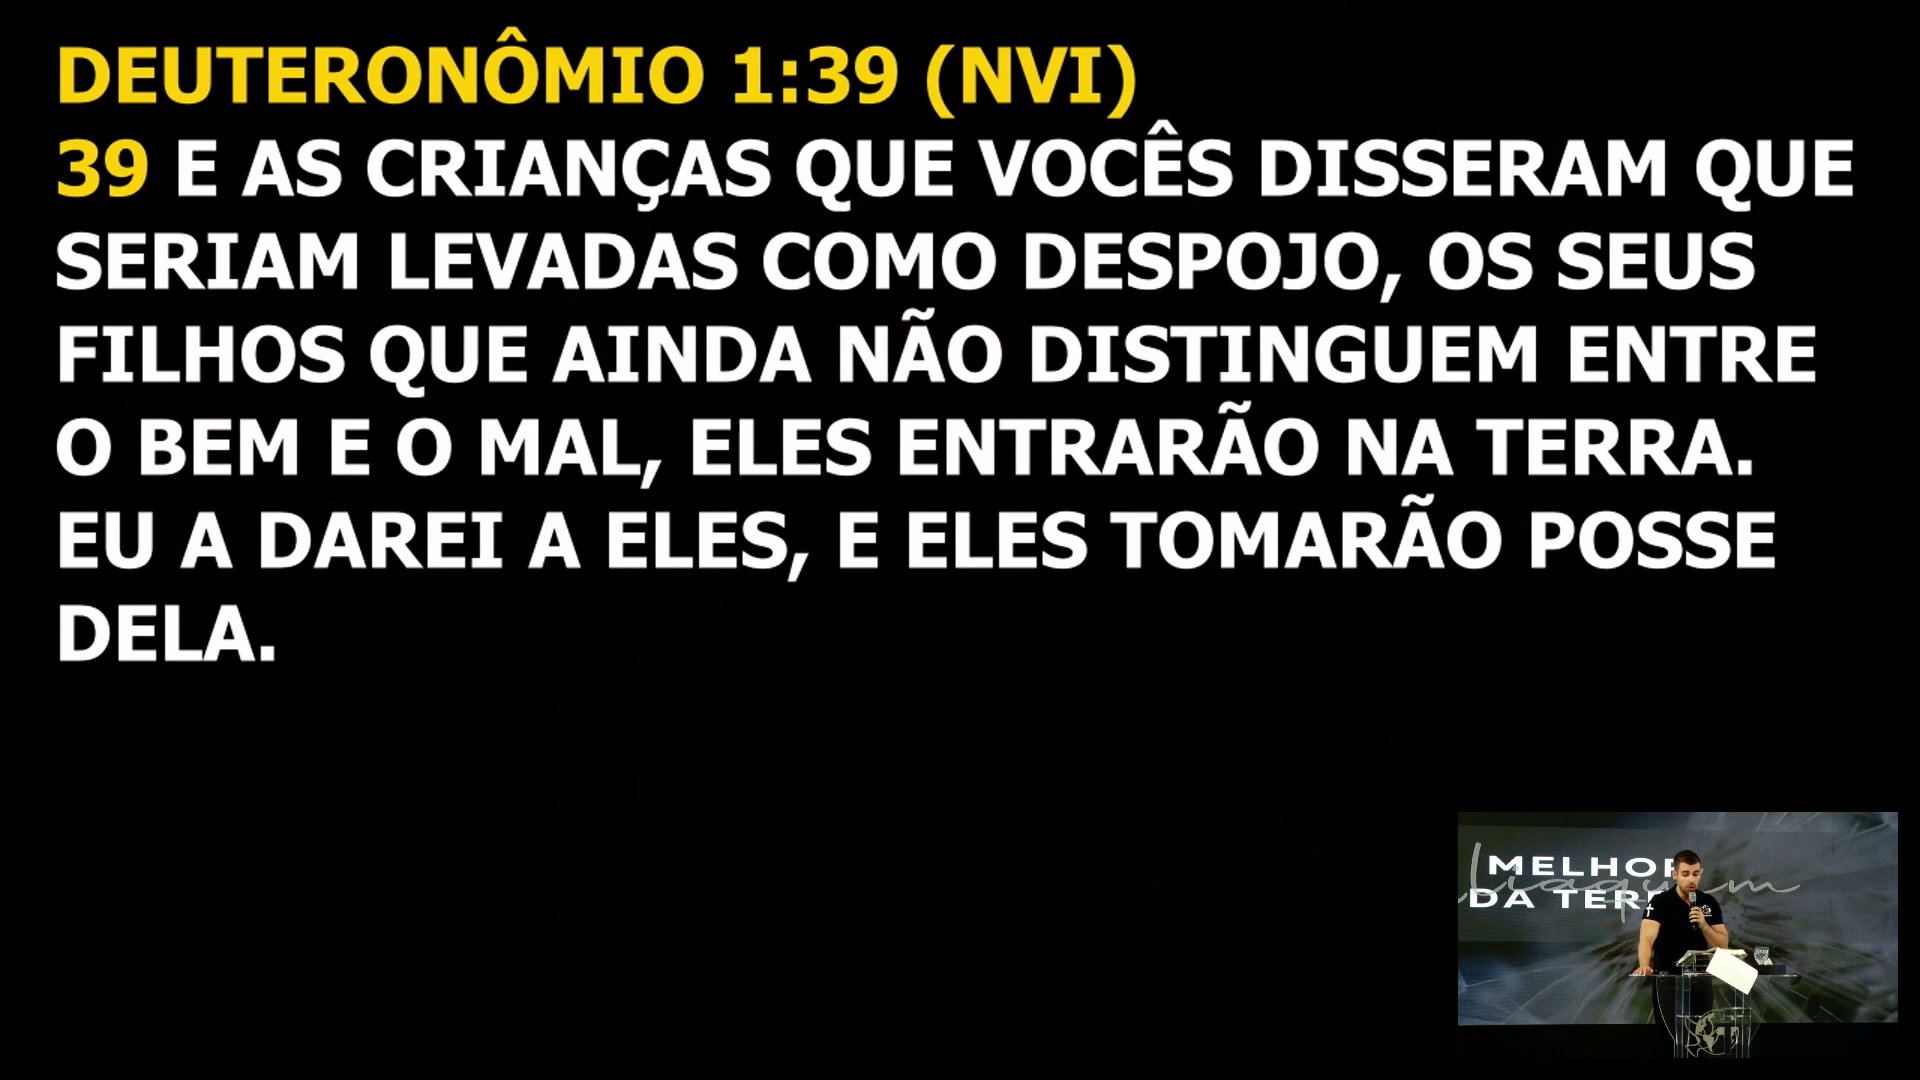 DEUTERONÔMIO 1:39 (NVI)
39 E AS CRIANÇAS QUE VOCÊS DISSERAM QUE
SERIAM LEVADAS COMO DESPOJO, OS SEUS
FILHOS QUE AINDA NÃO DISTINGUEM ENTRE
O BEM E O MAL, ELES ENTRARÃO NA TERRA.
EU A DAREI A ELES, E ELES TOMARÃO POSSE
DELA.
MELHOR
DA